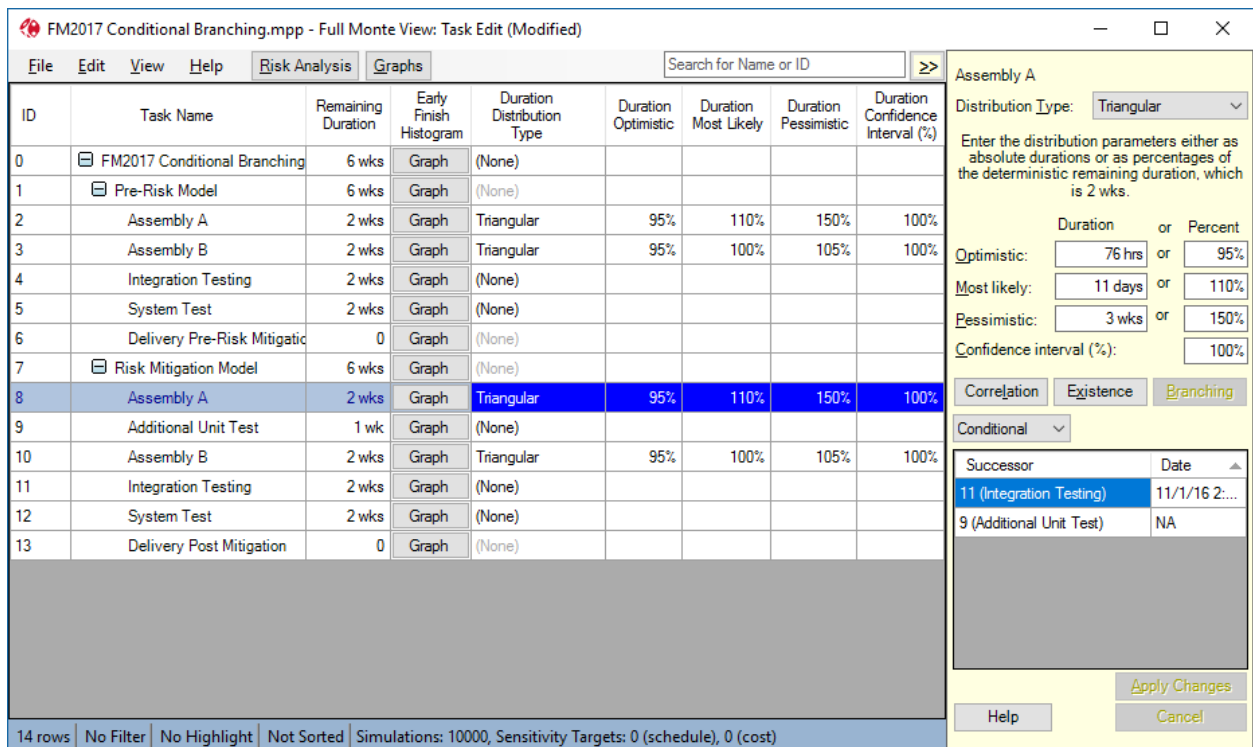 FM2017 Conditional Branching.mpp - Full Monte View: Task Edit (Modified)
File Edit View Help Risk Analysis Graphs Search for Name or ID >>
ID Task Name Remaining Duration Early Finish Histogram Duration Distribution Type Duration Optimistic Duration Most Likely Duration Pessimistic Duration Confidence Interval (%)
0 FM2017 Conditional Branching 6 wks Graph (None)
1 Pre-Risk Model 6 wks Graph (None)
2 Assembly A 2 wks Graph Triangular 95% 110% 150% 100%
3 Assembly B 2 wks Graph Triangular 95% 100% 105% 100%
4 Integration Testing 2 wks Graph (None)
5 System Test 2 wks Graph (None)
6 Delivery Pre-Risk Mitigatic 0 Graph (None)
7 Risk Mitigation Model 6 wks Graph (None)
8 Assembly A 2 wks Graph Triangular 95% 110% 150% 100%
9 Additional Unit Test 1 wk Graph (None)
10 Assembly B 2 wks Graph Triangular 95% 100% 105% 100%
11 Integration Testing 2 wks Graph (None)
12 System Test 2 wks Graph (None)
13 Delivery Post Mitigation 0 Graph (None)
14 rows No Filter No Highlight Not Sorted Simulations: 10000, Sensitivity Targets: 0 (schedule), 0 (cost)
Assembly A
Distribution Type: Triangular
Enter the distribution parameters either as
absolute durations or as percentages of
the deterministic remaining duration, which
is 2 wks.
Duration or Percent
Optimistic: 76 hrs or 95%
Most likely: 11 days or 110%
Pessimistic: 3 wks or 150%
Confidence interval (%): 100%
Correlation Existence Branching
Conditional
Successor Date
11 (Integration Testing) 11/1/16 2:...
9 (Additional Unit Test) NA
Apply Changes
Help Cancel